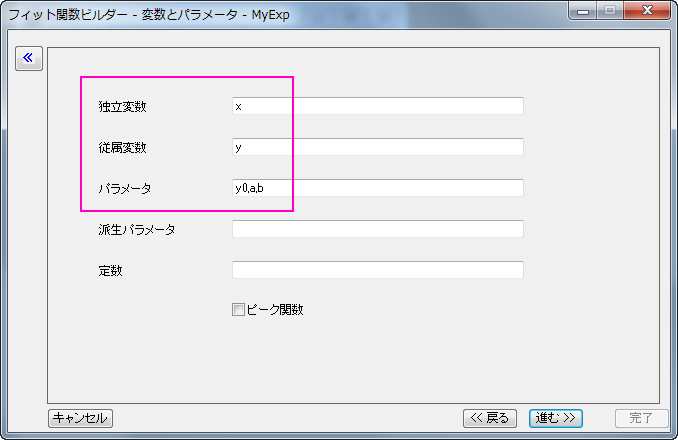 フィット関数ビルダー - 変数とパラメータ - MyExp
独立変数 x
従属変数 y
パラメータ y0,a,b
派生パラメータ
定数
ピーク関数
キャンセル << 戻る 進む >> 完了